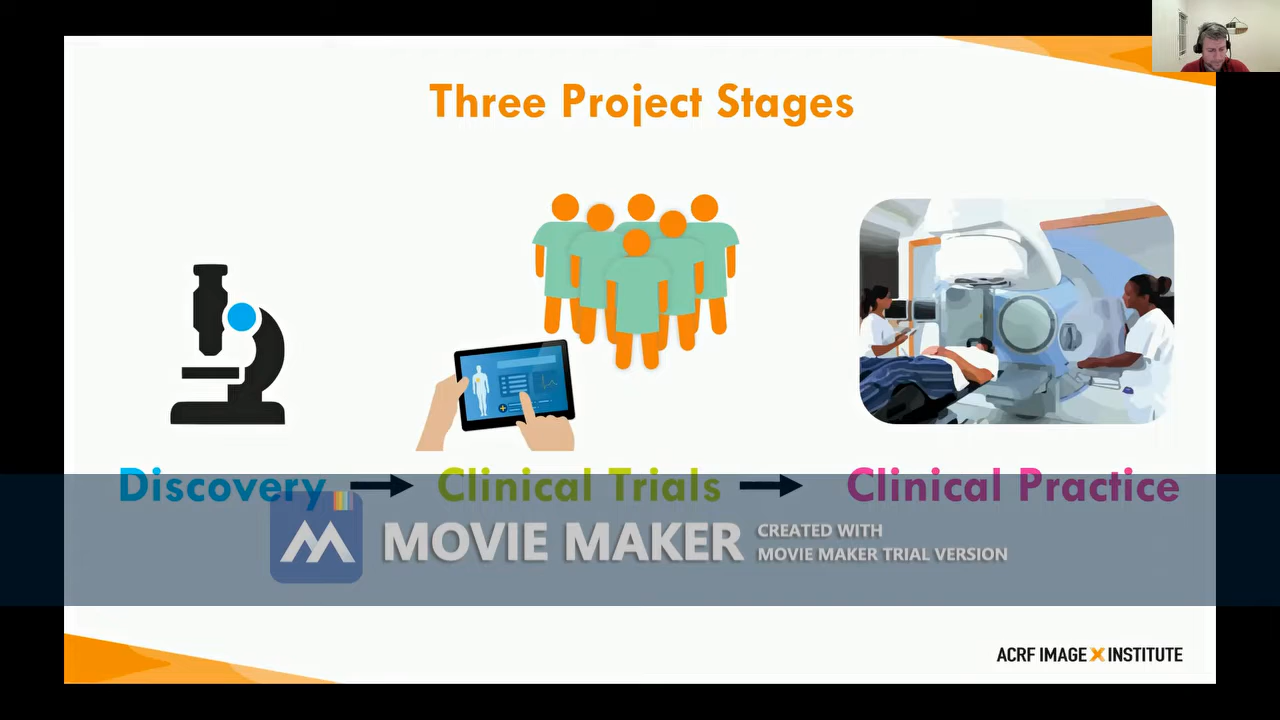 Three Project Stages
Discovery
Clinical Trials
Clinical Practice
MOVIE MAKER
CREATED WITH
MOVIE MAKER TRIAL VERSION
ACRF IMAGE X INSTITUTE